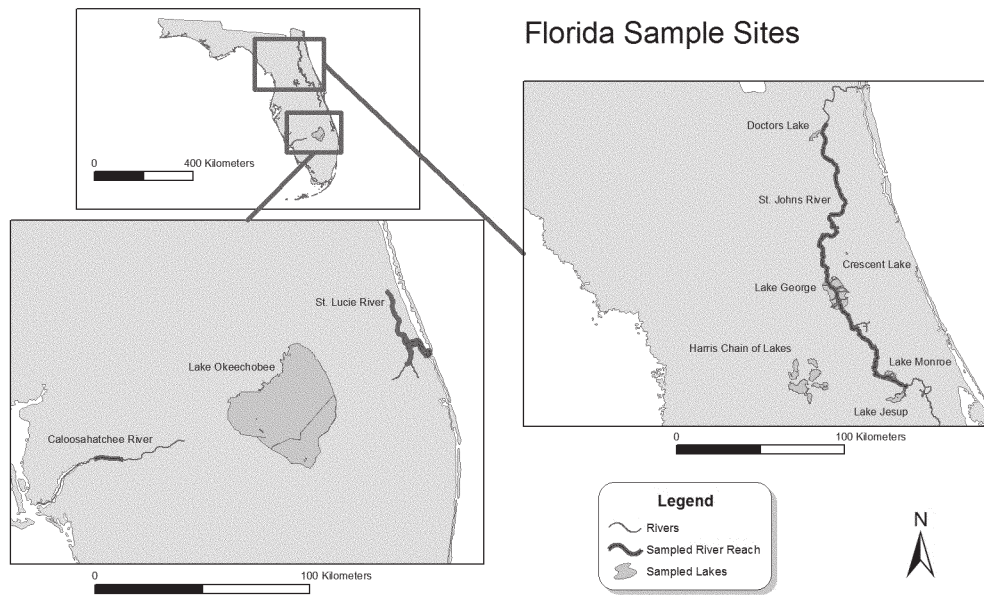 Florida Sample Sites
0 400 Kilometers
Doctors Lake
St. Johns River
Crescent Lake
Lake George
Harris Chain of Lakes
Lake Monroe
Lake Jesup
0 100 Kilometers
St. Lucie River
Lake Okeechobee
Caloosahatchee River
0 100 Kilometers
Legend
Rivers
Sampled River Reach
Sampled Lakes
N